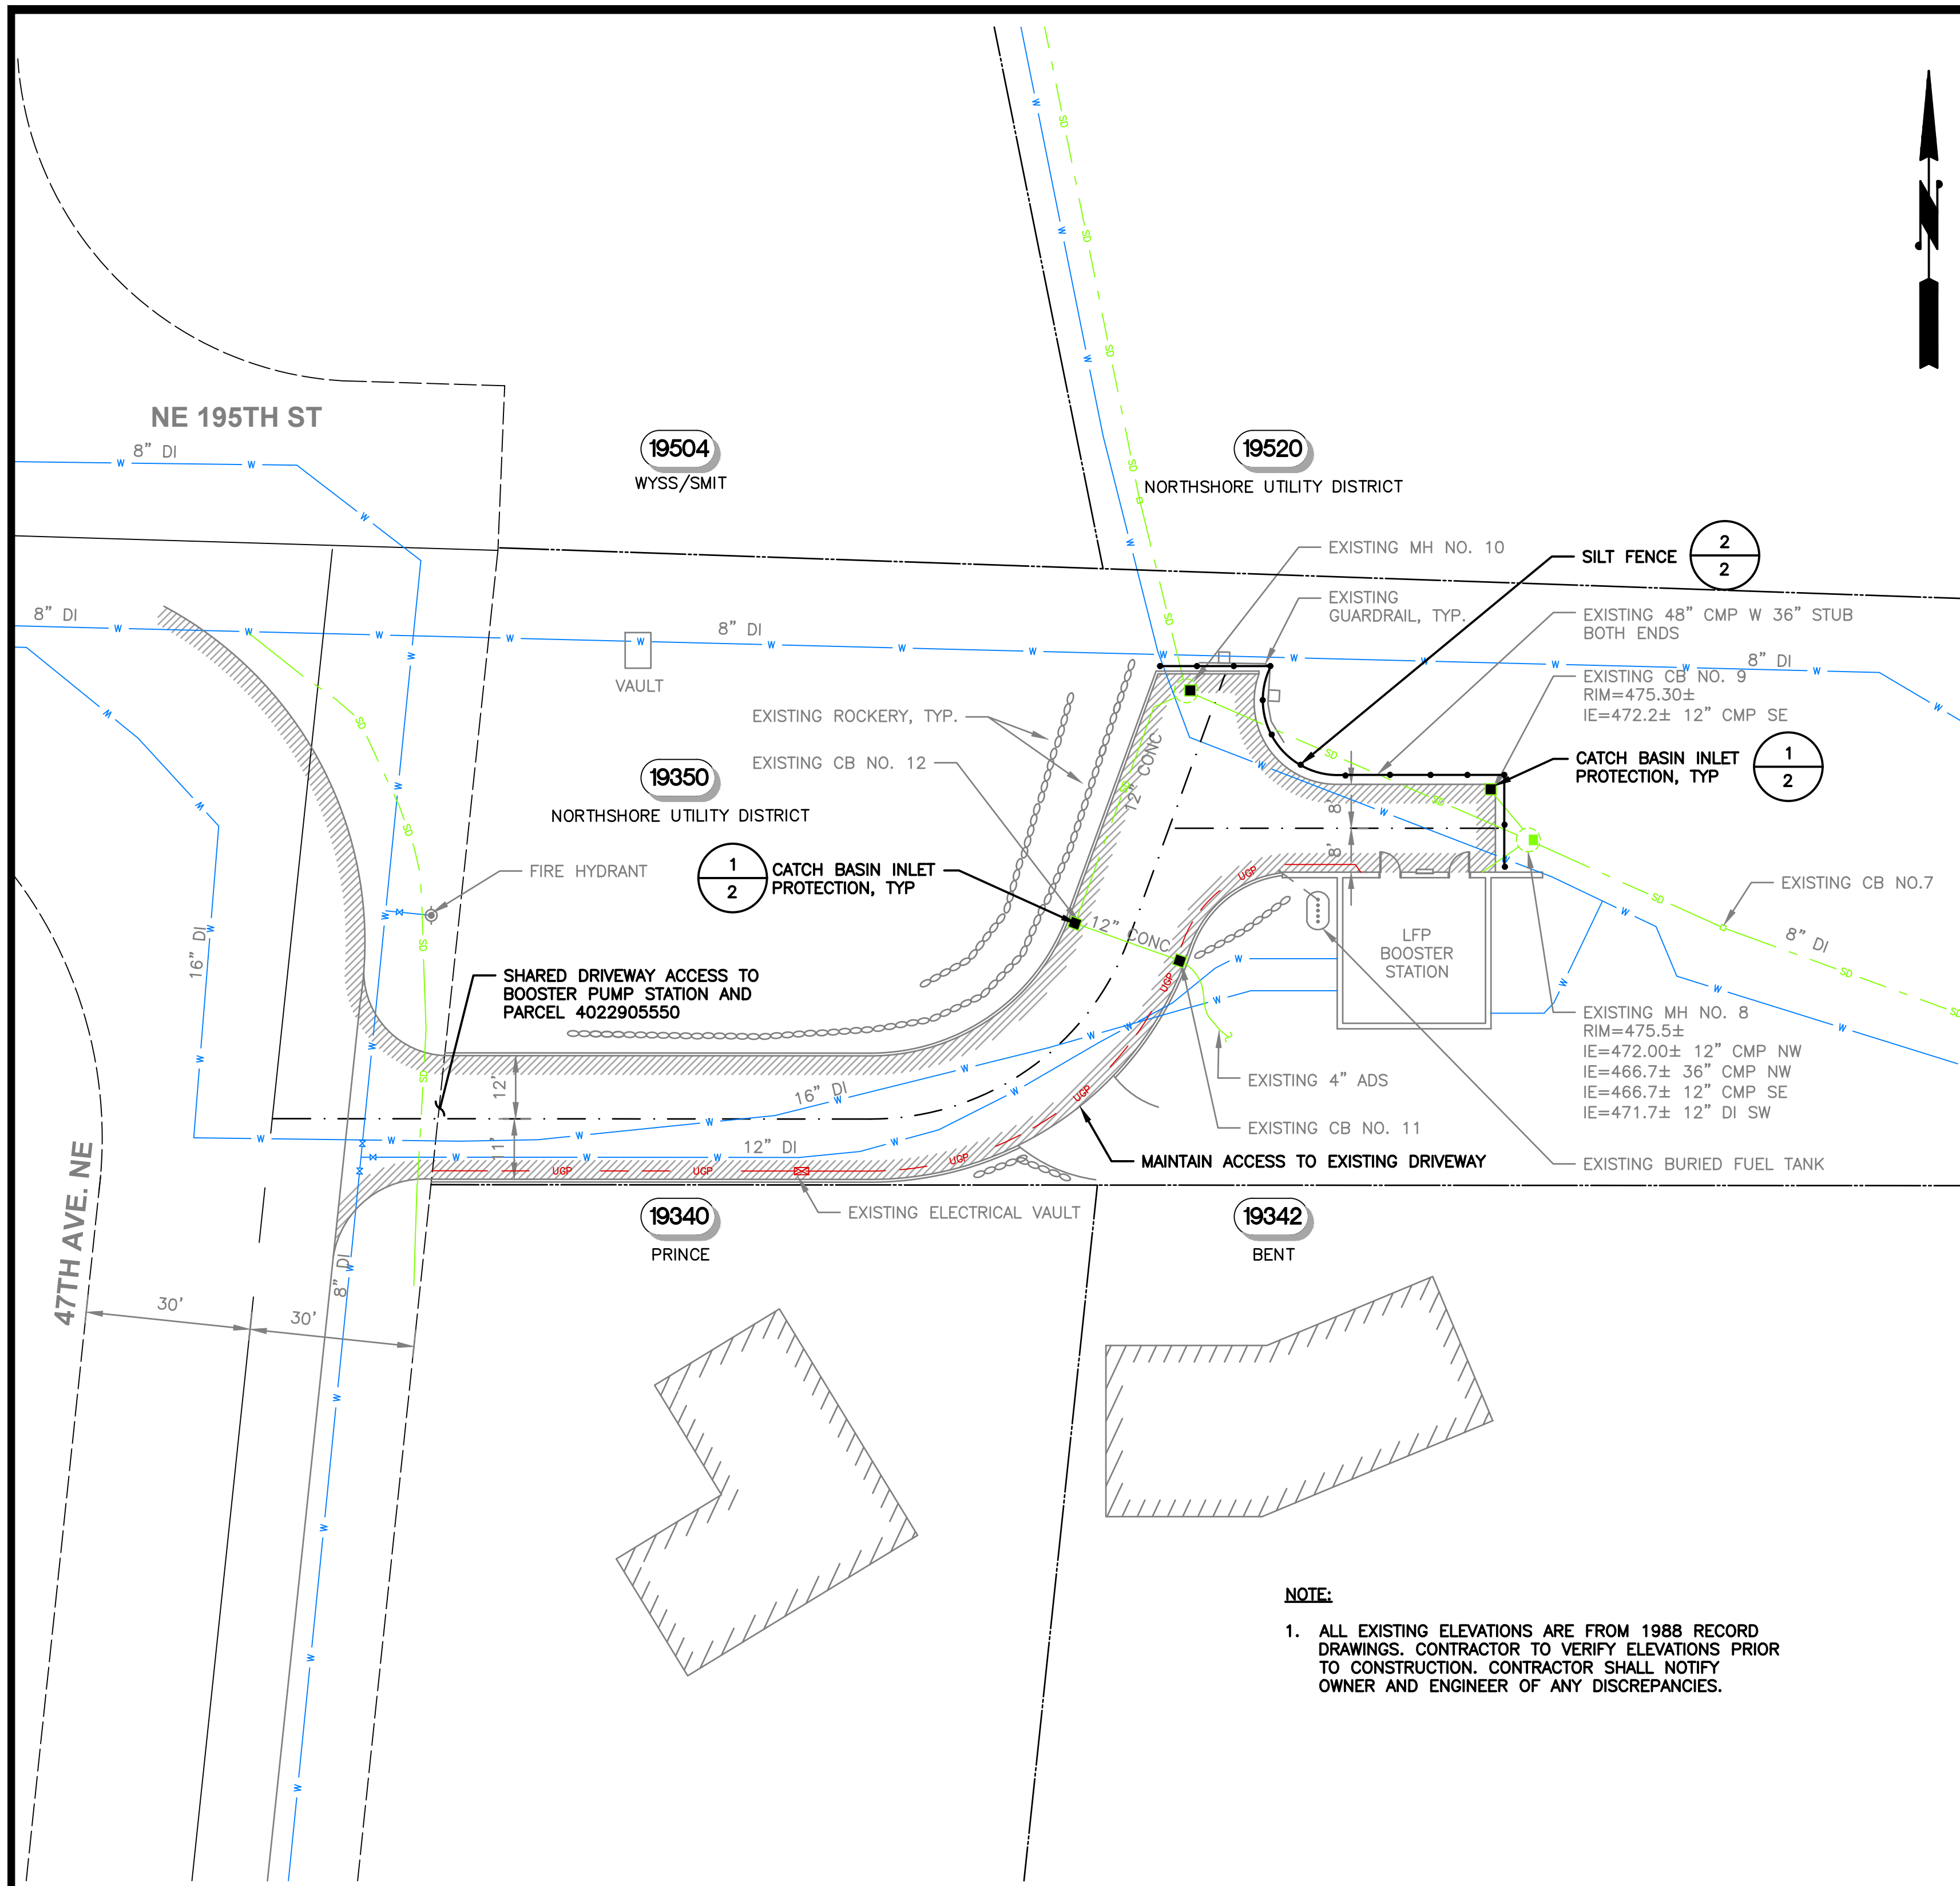 NE 195TH ST
8" DI
19504
WYSS/SMIT
19520
NORTHSHORE UTILITY DISTRICT
EXISTING MH NO. 10
SILT FENCE
2
2
EXISTING
GUARDRAIL, TYP.
EXISTING 48" CMP W 36" STUB
BOTH ENDS
8" DI
8" DI
8" DI
VAULT
EXISTING CB NO. 9
RIM=475.30±
IE=472.2± 12" CMP SE
EXISTING ROCKERY, TYP.
EXISTING CB NO. 12
12" CONC
CATCH BASIN INLET
PROTECTION, TYP
1
2
19350
NORTHSHORE UTILITY DISTRICT
8'
8'
FIRE HYDRANT
1
2
CATCH BASIN INLET
PROTECTION, TYP
EXISTING CB NO.7
12" CONC
LFP
BOOSTER
STATION
8" DI
16" DI
SHARED DRIVEWAY ACCESS TO
BOOSTER PUMP STATION AND
PARCEL 4022905550
EXISTING MH NO. 8
RIM=475.5±
IE=472.00± 12" CMP NW
IE=466.7± 36" CMP NW
IE=466.7± 12" CMP SE
IE=471.7± 12" DI SW
EXISTING 4" ADS
12'
16" DI
11'
12" DI
EXISTING CB NO. 11
MAINTAIN ACCESS TO EXISTING DRIVEWAY
EXISTING BURIED FUEL TANK
UGP
UGP
UGP
UGP
UGP
UGP
EXISTING ELECTRICAL VAULT
19340
PRINCE
19342
BENT
47TH AVE. NE
8" DI
30'
30'
NOTE:
1. ALL EXISTING ELEVATIONS ARE FROM 1988 RECORD
DRAWINGS. CONTRACTOR TO VERIFY ELEVATIONS PRIOR
TO CONSTRUCTION. CONTRACTOR SHALL NOTIFY
OWNER AND ENGINEER OF ANY DISCREPANCIES.